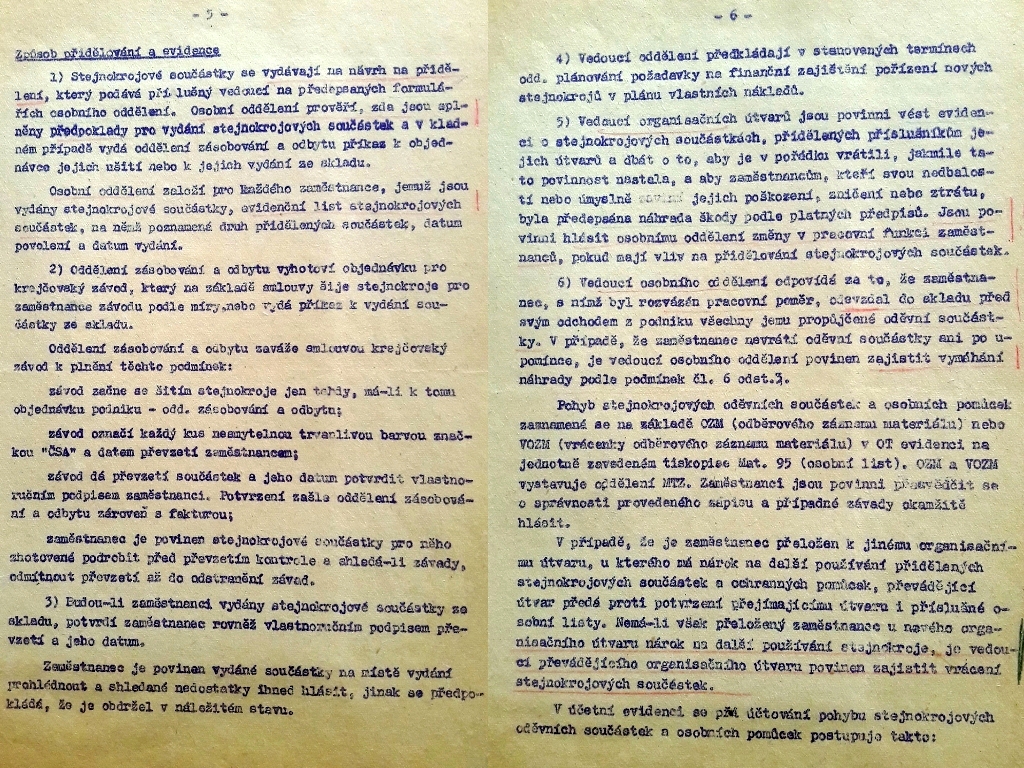 - 5 -
Způsob přidělování a evidence
1) Stejnokrojové součástky se vydávají na návrh na přidě-
lení, který podává příslušný vedoucí na předepsaných formulá-
řích osobního oddělení. Osobní oddělení prověří, zda jsou spl-
něny předpoklady pro vydání stejnokrojových součástek a v klad-
ném případě vydá oddělení zásobování a odbytu příkaz k objed-
návce jejich ušití nebo k jejich vydání ze skladu.
Osobní oddělení založí pro každého zaměstnance, jemuž jsou
vydány stejnokrojové součástky, evidenční list stejnokrojových
součástek, na němž poznamená druh přidělených součástek, datum
povolení a datum vydání.
2) Oddělení zásobování a odbytu vyhotoví objednávku pro
krejčovský závod, který na základě smlouvy šije stejnokroje pro
zaměstnance závodu podle míry,nebo vydá příkaz k vydání sou-
částky ze skladu.
Oddělení zásobování a odbytu zaváže smlouvou krejčovský
závod k plnění těchto podmínek:
závod začne se šitím stejnokroje jen tehdy, má-li k tomu
objednávku podniku - odd. zásobování a odbytu;
závod označí každý kus nesmytelnou trvanlivou barvou znač-
kou "ČSA" a datem převzetí zaměstnancem;
závod dá převzetí součástek a jeho datum potvrdit vlastno-
ručním podpisem zaměstnanci. Potvrzení zašle oddělení zásobová-
ní a odbytu zároveň s fakturou;
zaměstnanec je povinen stejnokrojové součástky pro něho
zhotovené podrobit před převzetím kontrole a shledá-li závady,
odmítnout převzetí až do odstranění závad.
3) Budou-li zaměstnanci vydány stejnokrojové součástky ze
skladu, potvrdí zaměstnanec rovněž vlastnoručním podpisem pře-
vzetí a jeho datum.
Zaměstnanec je povinen vydané součástky na místě vydání
prohlédnout a shledané nedostatky ihned hlásit, jinak se předpo-
kládá, že je obdržel v náležitém stavu.
- 6 -
4) Vedoucí oddělení předkládají v stanovených termínech
odd. plánování požadavky na finanční zajištění pořízení nových
stejnokrojů v plánu vlastních nákladů.
5) Vedoucí organisačních útvarů jsou povinni vést eviden-
ci o stejnokrojových součástkách, přidělených příslušníkům je-
jich útvarů a dbát o to, aby je v pořádku vrátili, jakmile ta-
to povinnost nastala, a aby zaměstnancům, kteří svou nedbalos-
tí nebo úmyslně zaviní jejich poškození, zničení nebo ztrátu,
byla předepsána náhrada škody podle platných předpisů. Jsou po-
vinni hlásit osobnímu oddělení změny v pracovní funkci zaměst-
nanců, pokud mají vliv na přidělování stejnokrojových součástek.
6) Vedoucí osobního oddělení odpovídá za to, že zaměstna-
nec, s nímž byl rozvázán pracovní poměr, odevzdal do skladu před
svým odchodem z podniku všechny jemu propůjčené oděvní součást-
ky. V případě, že zaměstnanec nevrátí oděvní součástky ani po u-
pomínce, je vedoucí osobního oddělení povinen zajistit vymáhání
náhrady podle podmínek čl. 6 odst.3.
Pohyb stejnokrojových oděvních součástek a osobních pomůcek
zaznamená se na základě OZM (odběrového záznamu materiálu) nebo
VOZM (vrácenky odběrového záznamu materiálu) v OT evidenci na
jednotně zavedeném tiskopise Mat. 95 (osobní list). OZM a VOZM
vystavuje oddělení MTZ. Zaměstnanci jsou povinni přesvědčit se
o správnosti provedeného zápisu a případné závady okamžitě
hlásit.
V případě, že je zaměstnanec přeložen k jinému organisační-
mu útvaru, u kterého má nárok na další používání přidělených
stejnokrojových součástek a ochranných pomůcek, převádějící
útvar předá proti potvrzení přejímajícímu útvaru i příslušné o-
sobní listy. Nemá-li však přeložený zaměstnanec u nového orga-
nisačního útvaru nárok na další používání stejnokroje, je vedou-
cí převádějícího organisačního útvaru povinen zajistit vrácení
stejnokrojových součástek.
V účetní evidenci se při účtování pohybu stejnokrojových
oděvních součástek a osobních pomůcek postupuje takto: